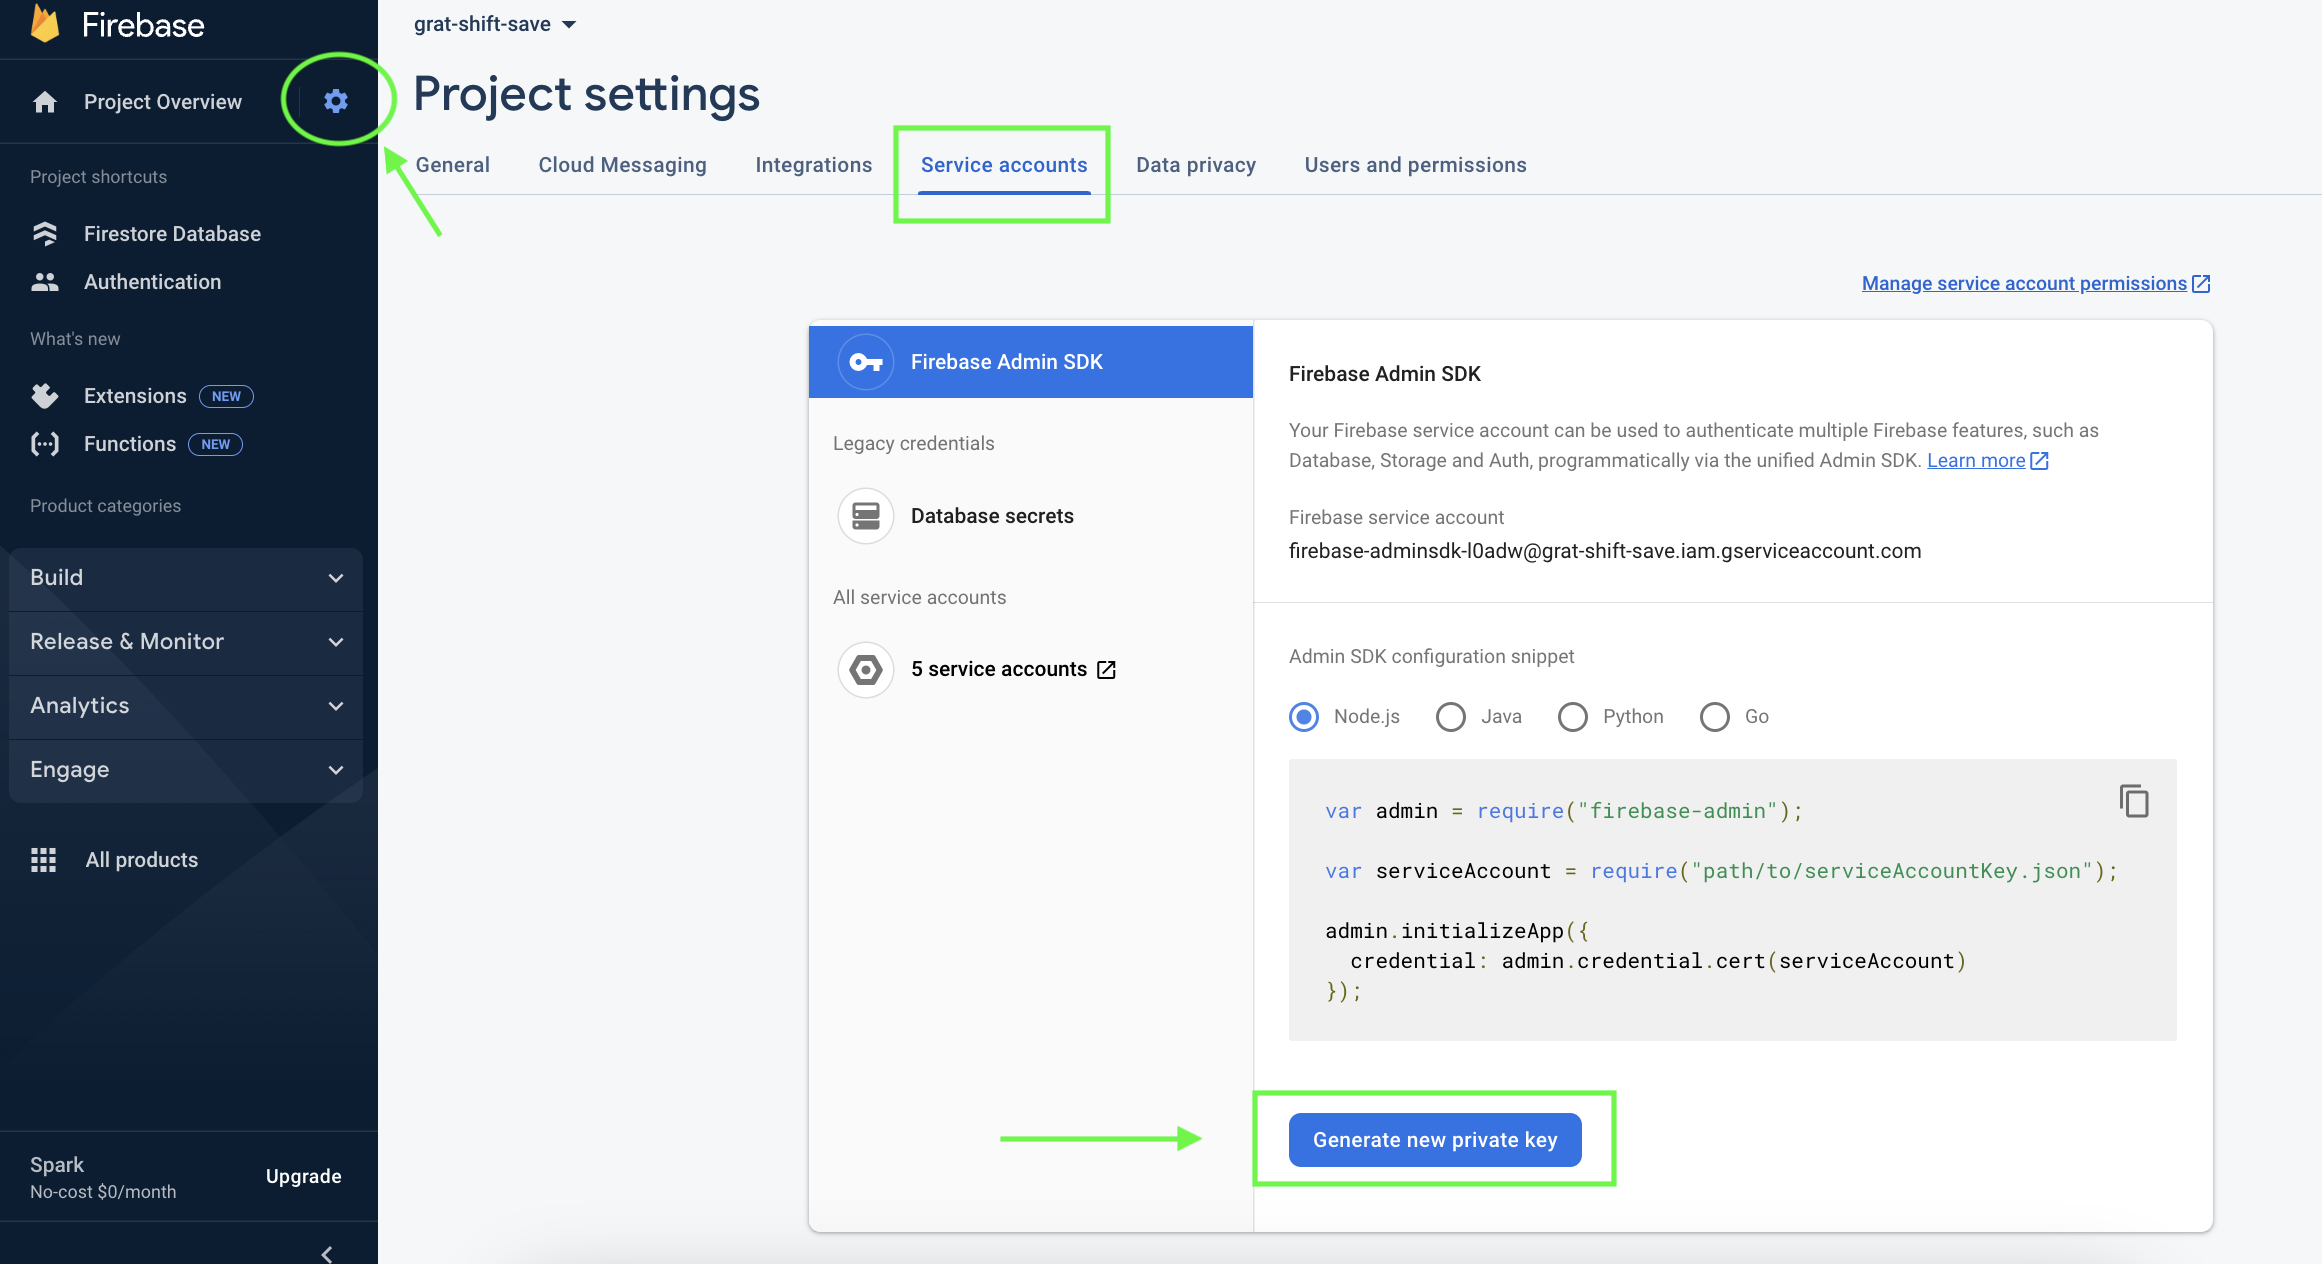 Firebase
Project Overview
Project shortcuts
Firestore Database
Authentication
What's new
Extensions NEW
Functions NEW
Product categories
Build
Release & Monitor
Analytics
Engage
All products
Spark
No-cost $0/month
Upgrade
grat-shift-save
Project settings
General Cloud Messaging Integrations Service accounts Data privacy Users and permissions
Manage service account permissions
Firebase Admin SDK
Legacy credentials
Database secrets
All service accounts
5 service accounts
Firebase Admin SDK
Your Firebase service account can be used to authenticate multiple Firebase features, such as
Database, Storage and Auth, programmatically via the unified Admin SDK. Learn more
Firebase service account
firebase-adminsdk-l0adw@grat-shift-save.iam.gserviceaccount.com
Admin SDK configuration snippet
Node.js Java Python Go
var admin = require("firebase-admin");
var serviceAccount = require("path/to/serviceAccountKey.json");
admin.initializeApp({
  credential: admin.credential.cert(serviceAccount)
});
Generate new private key